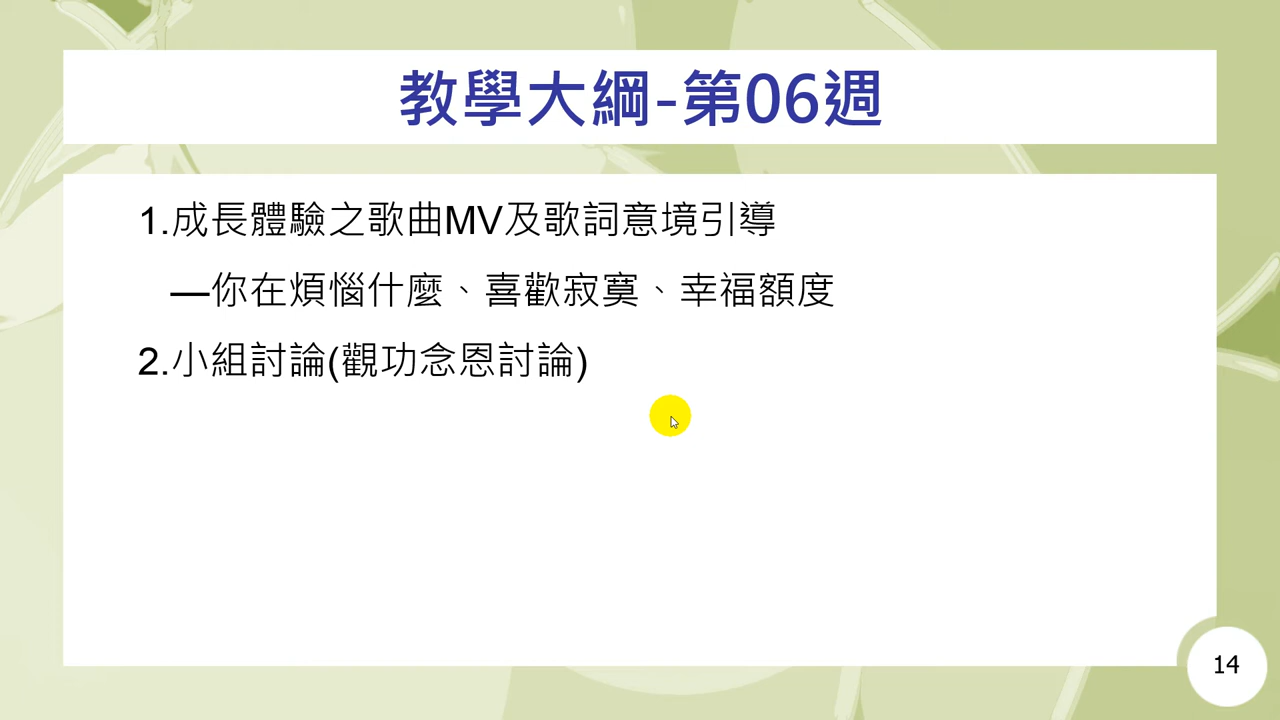 教學大綱-第06週
1.成長體驗之歌曲MV及歌詞意境引導
—你在煩惱什麼、喜歡寂寞、幸福額度
2.小組討論(觀功念恩討論)
14